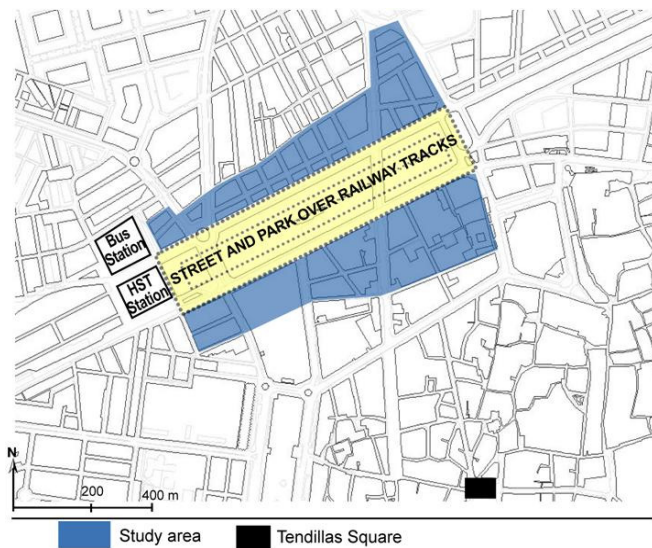 STREET AND PARK OVER RAILWAY TRACKS
Bus
Station
HST
Station
N
200
400 m
Study area
Tendillas Square